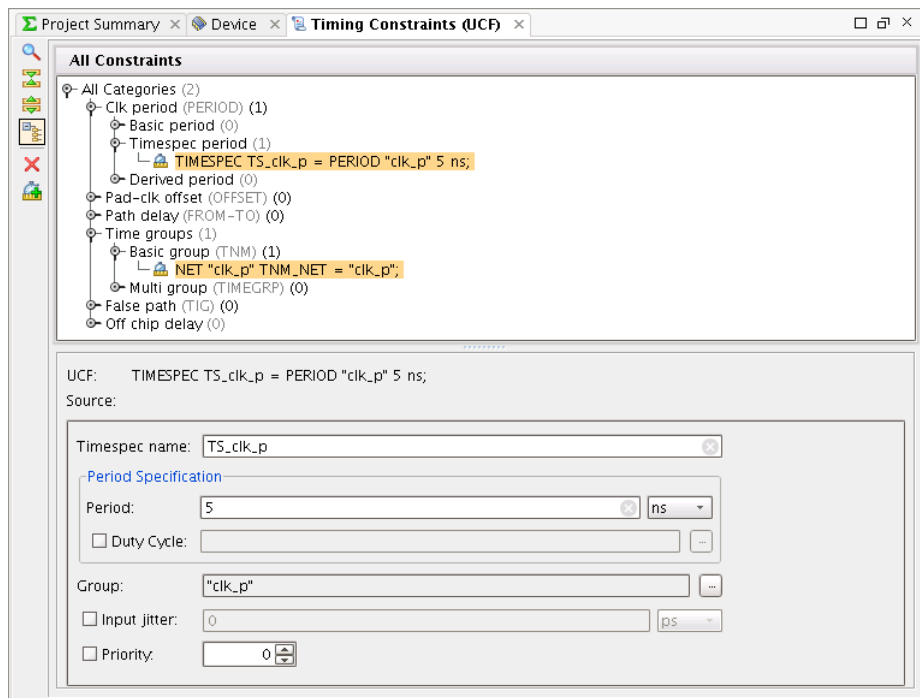 Project Summary Device Timing Constraints (UCF)
All Constraints
All Categories (2)
Clk period (PERIOD) (1)
Basic period (0)
Timespec period (1)
TIMESPEC TS_clk_p = PERIOD "clk_p" 5 ns;
Derived period (0)
Pad-clk offset (OFFSET) (0)
Path delay (FROM-TO) (0)
Time groups (1)
Basic group (TNM) (1)
NET "clk_p" TNM_NET = "clk_p";
Multi group (TIMEGRP) (0)
False path (TIG) (0)
Off chip delay (0)
UCF: TIMESPEC TS_clk_p = PERIOD "clk_p" 5 ns;
Source:
Timespec name: TS_clk_p
Period Specification
Period: 5 ns
Duty Cycle: ...
Group: "clk_p" ...
Input jitter: 0 ps
Priority: 0